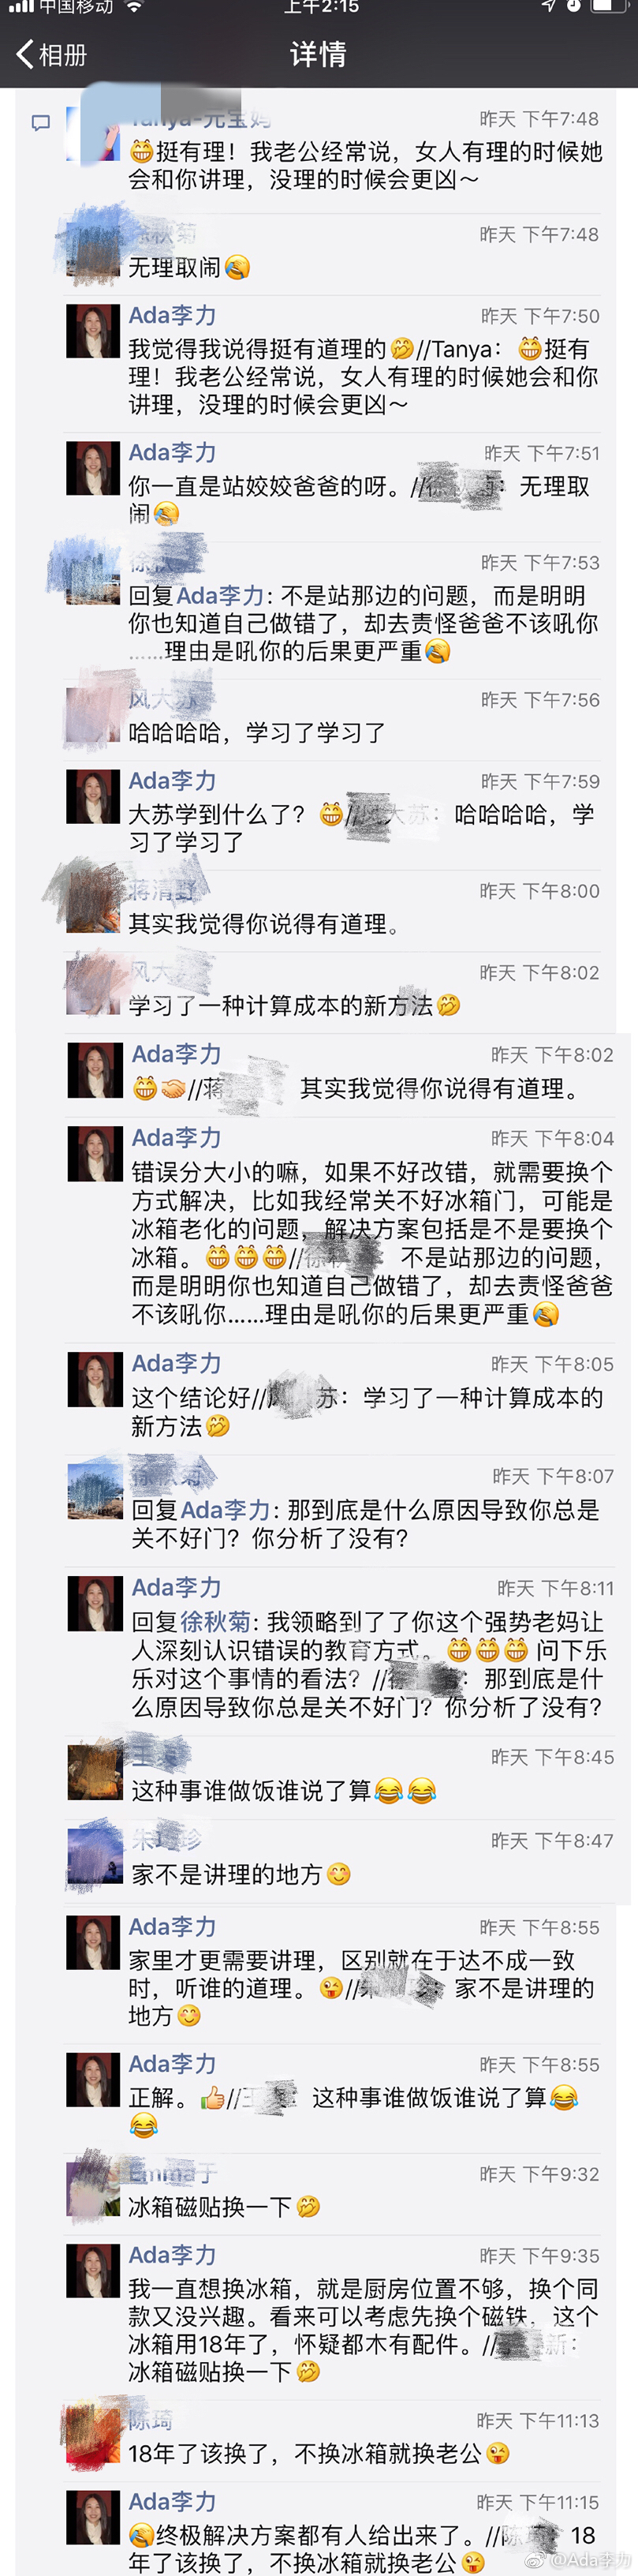 中国移动
上午2:15
相册
详情
Tanya-元宝妈
昨天 下午7:48
😁挺有理！我老公经常说，女人有理的时候她
会和你讲理，没理的时候会更凶～
徐秋菊
昨天 下午7:48
无理取闹🤣
Ada李力
昨天 下午7:50
我觉得我说得挺有道理的🤭//Tanya：😁挺有
理！我老公经常说，女人有理的时候她会和你
讲理，没理的时候会更凶～
Ada李力
昨天 下午7:51
你一直是站姣姣爸爸的呀。//：无理取
闹🤣
昨天 下午7:53
回复Ada李力: 不是站那边的问题，而是明明
你也知道自己做错了，却去责怪爸爸不该吼你
……理由是吼你的后果更严重🤣
风大苏
昨天 下午7:56
哈哈哈哈，学习了学习了
Ada李力
昨天 下午7:59
大苏学到什么了？😁//风大苏：哈哈哈哈，学
习了学习了
蒋清野
昨天 下午8:00
其实我觉得你说得有道理。
风大
昨天 下午8:02
学习了一种计算成本的新方法🤭
Ada李力
昨天 下午8:02
😁🤝//蒋 其实我觉得你说得有道理。
Ada李力
昨天 下午8:04
错误分大小的嘛，如果不好改错，就需要换个
方式解决，比如我经常关不好冰箱门，可能是
冰箱老化的问题，解决方案包括是不是要换个
冰箱。😁😁😁// 不是站那边的问题，
而是明明你也知道自己做错了，却去责怪爸爸
不该吼你……理由是吼你的后果更严重🤣
Ada李力
昨天 下午8:05
这个结论好//苏：学习了一种计算成本的
新方法🤭
徐秋菊
昨天 下午8:07
回复Ada李力: 那到底是什么原因导致你总是
关不好门？你分析了没有？
Ada李力
昨天 下午8:11
回复徐秋菊: 我领略到了了你这个强势老妈让
人深刻认识错误的教育方式。😁😁😁 问下乐
乐对这个事情的看法？//：那到底是什
么原因导致你总是关不好门？你分析了没有？
昨天 下午8:45
这种事谁做饭谁说了算😂😂
昨天 下午8:47
家不是讲理的地方😊
Ada李力
昨天 下午8:55
家里才更需要讲理，区别就在于达不成一致
时，听谁的道理。😜// 家不是讲理的
地方😊
Ada李力
昨天 下午8:55
正解。👍//王 这种事谁做饭谁说了算😂
😂
Emma于
昨天 下午9:32
冰箱磁贴换一下🤭
Ada李力
昨天 下午9:35
我一直想换冰箱，就是厨房位置不够，换个同
款又没兴趣。看来可以考虑先换个磁铁，这个
冰箱用18年了，怀疑都木有配件。//新：
冰箱磁贴换一下🤭
陈琦
昨天 下午11:13
18年了该换了，不换冰箱就换老公😜
Ada李力
昨天 下午11:15
🤣终极解决方案都有人给出来了。//陈 18
年了该换了，不换冰箱就换老公😜
@Ada李力